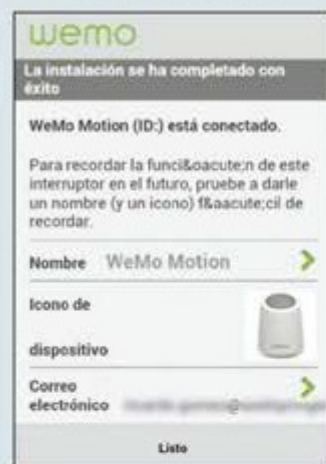 wemo
La instalación se ha completado con
éxito
WeMo Motion (ID:) está conectado.
Para recordar la funci&oacute;n de este
interruptor en el futuro, pruebe a darle
un nombre (y un icono) f&aacute;cil de
recordar.
Nombre WeMo Motion
Icono de
dispositivo
Correo
electrónico
Listo